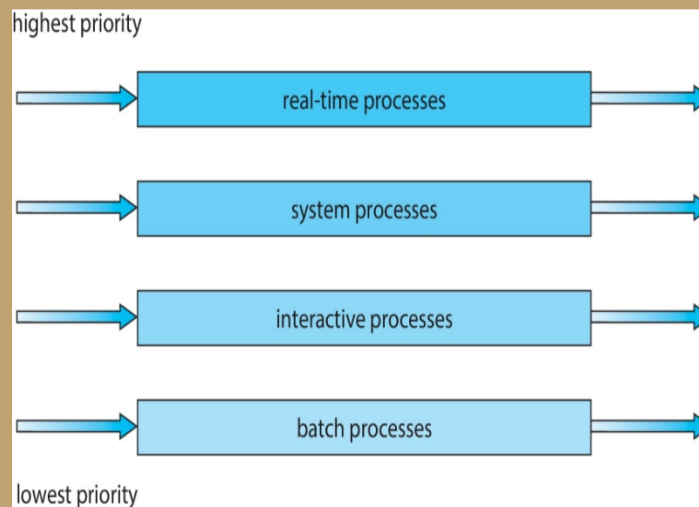 highest priority
real-time processes
system processes
interactive processes
batch processes
lowest priority